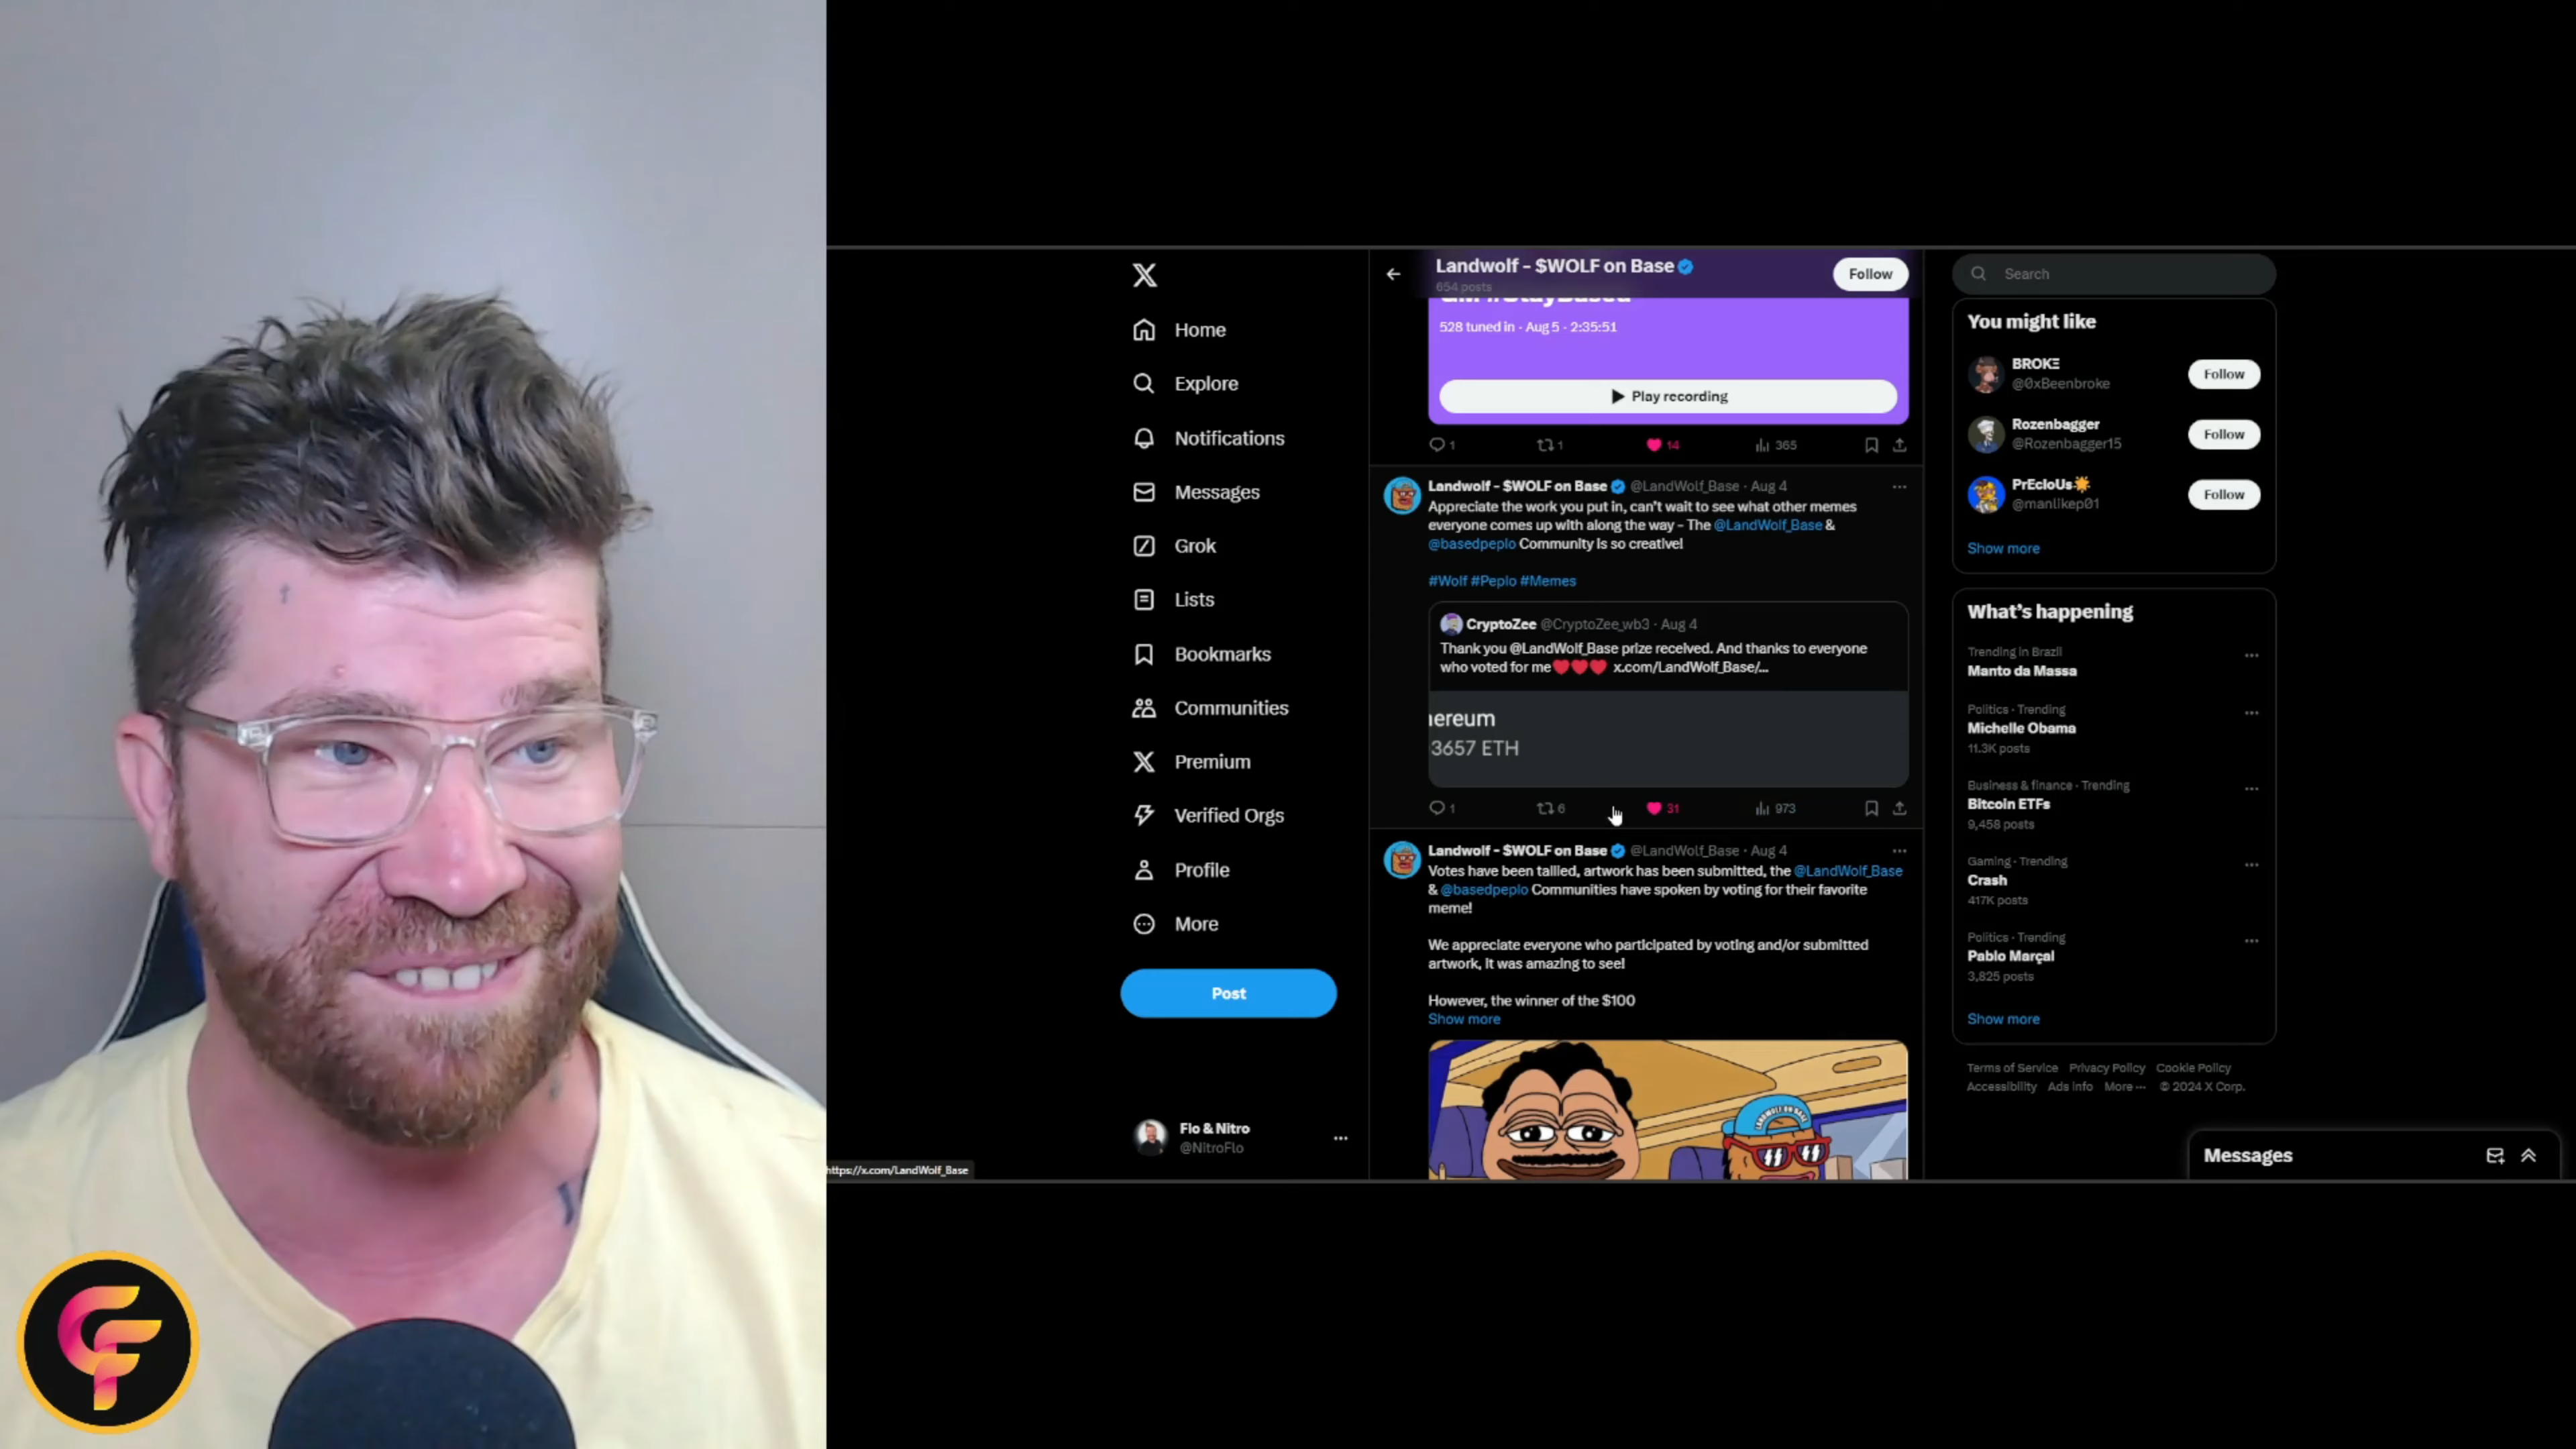 Home
Explore
Notifications
Messages
Grok
Lists
Bookmarks
Communities
Premium
Verified Orgs
Profile
More
Post
Flo & Nitro
@NitroFlo
https://x.com/LandWolf_Base
Landwolf - $WOLF on Base
654 posts
Follow
GM #StayBased
528 tuned in · Aug 5 · 2:35:51
Play recording
1 1 14 365
Landwolf - $WOLF on Base @LandWolf_Base · Aug 4
Appreciate the work you put in, can't wait to see what other memes
everyone comes up with along the way - The @LandWolf_Base &
@basedpeplo Community is so creative!
#Wolf #Peplo #Memes
CryptoZee @CryptoZee_wb3 · Aug 4
Thank you @LandWolf_Base prize received. And thanks to everyone
who voted for me❤️❤️❤️ x.com/LandWolf_Base/...
ereum
3657 ETH
1 6 31 973
Landwolf - $WOLF on Base @LandWolf_Base · Aug 4
Votes have been tallied, artwork has been submitted, the @LandWolf_Base
& @basedpeplo Communities have spoken by voting for their favorite
meme!
We appreciate everyone who participated by voting and/or submitted
artwork, it was amazing to see!
However, the winner of the $100
Show more
LANDWOLF ON BASE
Search
You might like
BROKΞ
@0xBeenbroke
Follow
Rozenbagger
@Rozenbagger15
Follow
PrEcIoUs🌟
@manlikep01
Follow
Show more
What's happening
Trending in Brazil
Manto da Massa
Politics · Trending
Michelle Obama
11.3K posts
Business & finance · Trending
Bitcoin ETFs
9,458 posts
Gaming · Trending
Crash
417K posts
Politics · Trending
Pablo Marçal
3,825 posts
Show more
Terms of Service Privacy Policy Cookie Policy
Accessibility Ads info More ··· © 2024 X Corp.
Messages